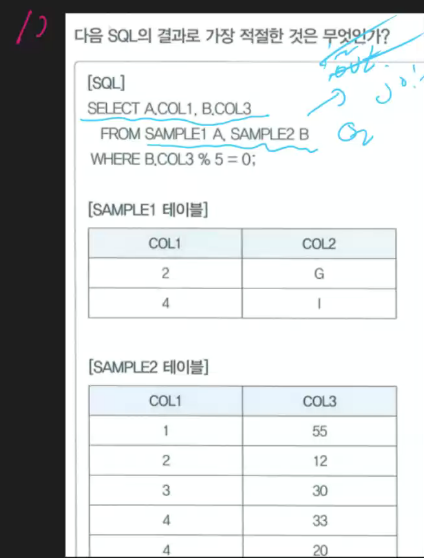 1)
다음 SQL의 결과로 가장 적절한 것은 무엇인가?
[SQL]
SELECT A.COL1, B.COL3
FROM SAMPLE1 A, SAMPLE2 B
WHERE B.COL3 % 5 = 0;
[SAMPLE1 테이블]
COL1 COL2
2 G
4 I
[SAMPLE2 테이블]
COL1 COL3
1 55
2 12
3 30
4 33
4 20